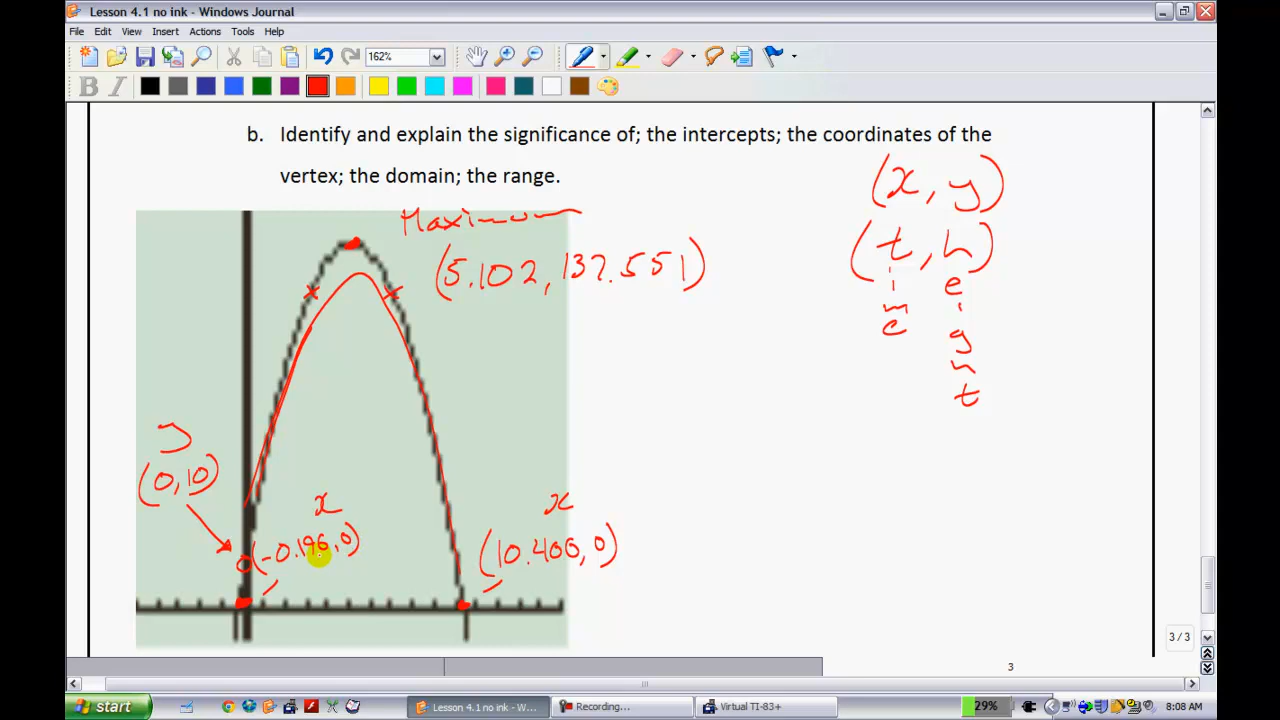 Lesson 4.1 no ink - Windows Journal
File Edit View Insert Actions Tools Help
162%
B I
b. Identify and explain the significance of; the intercepts; the coordinates of the
vertex; the domain; the range.
(x, y)
(t, h)
i e
m i
e g
h
t
Maximum
(5.102, 137.551)
y
(0, 10)
x
(-0.196, 0)
x
(10.406, 0)
3 / 3
3
start
Lesson 4.1 no ink - W...
Recording...
Virtual TI-83+
29%
8:08 AM